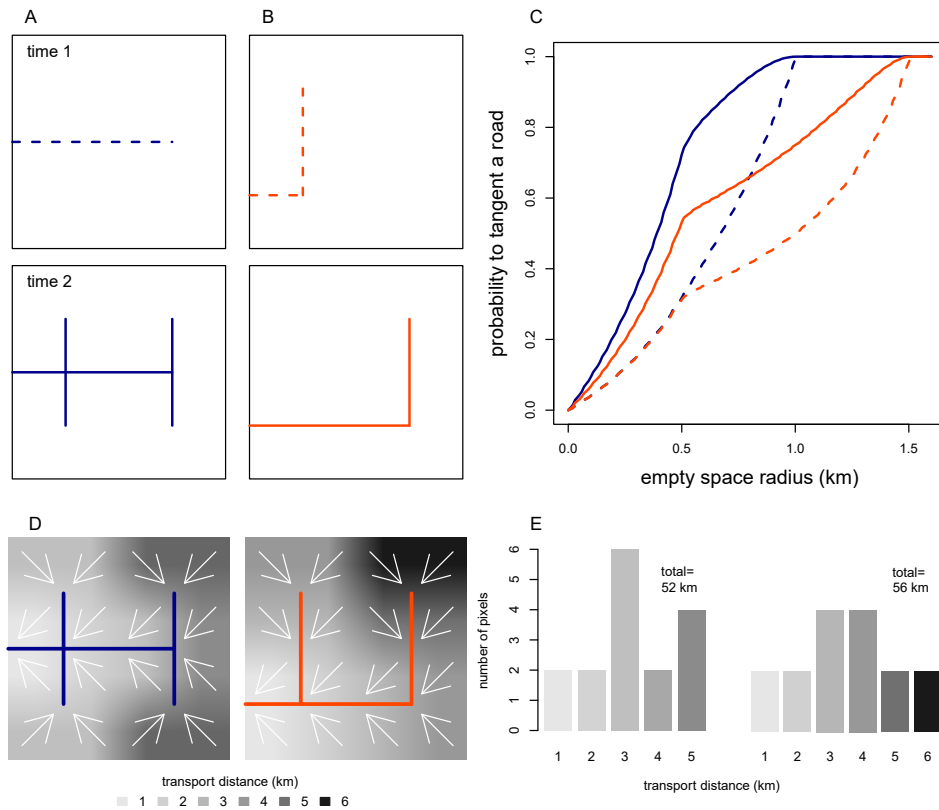 A
B
C
time 1
time 2
probability to tangent a road
0.0 0.2 0.4 0.6 0.8 1.0
0.0 0.5 1.0 1.5
empty space radius (km)
D
E
number of pixels
0 1 2 3 4 5 6
total=
52 km
total=
56 km
1 2 3 4 5 1 2 3 4 5 6
transport distance (km)
transport distance (km)
1 2 3 4 5 6